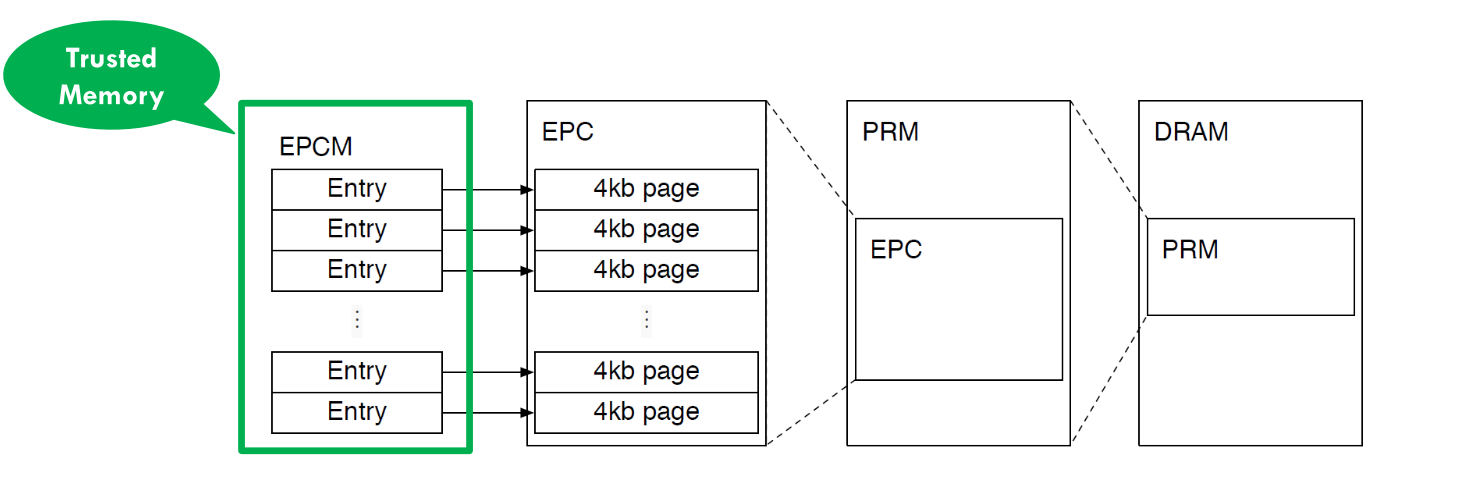 Trusted
Memory
EPCM
Entry
Entry
Entry
⋮
Entry
Entry
EPC
4kb page
4kb page
4kb page
⋮
4kb page
4kb page
PRM
EPC
DRAM
PRM